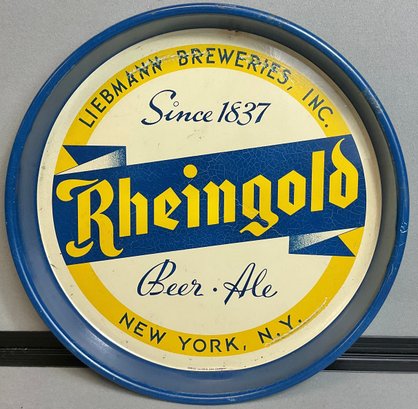 LIEBMANN BREWERIES, INC.
Since 1837
Rheingold
Beer · Ale
NEW YORK, N.Y.